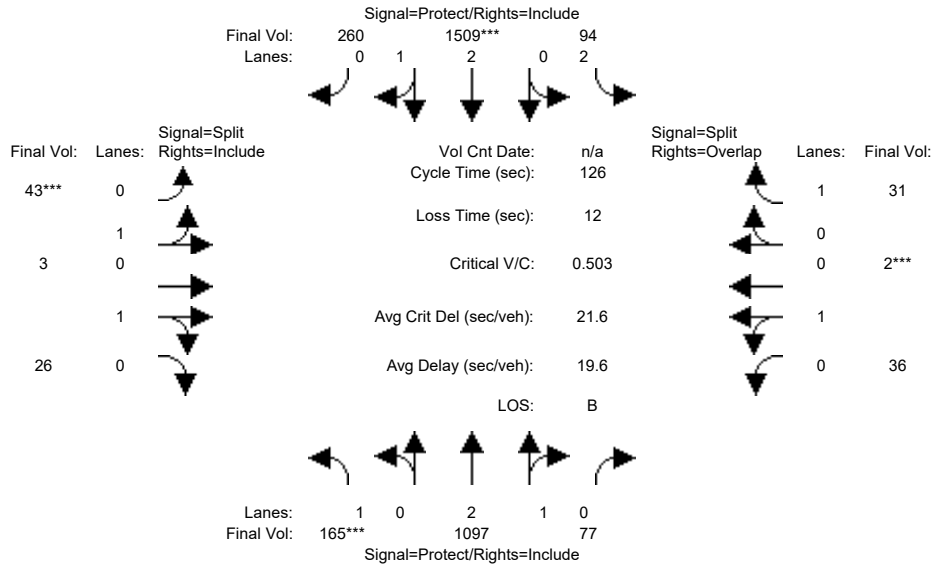 Signal=Protect/Rights=Include
Final Vol: 260 1509*** 94
Lanes: 0 1 2 0 2
Signal=Split
Final Vol: Lanes: Rights=Include
Vol Cnt Date: n/a
Signal=Split
Rights=Overlap Lanes: Final Vol:
Cycle Time (sec): 126
43*** 0
1 31
Loss Time (sec): 12
1
0
3 0
Critical V/C: 0.503
0 2***
1
Avg Crit Del (sec/veh): 21.6
1
26 0
Avg Delay (sec/veh): 19.6
0 36
LOS: B
Lanes: 1 0 2 1 0
Final Vol: 165*** 1097 77
Signal=Protect/Rights=Include